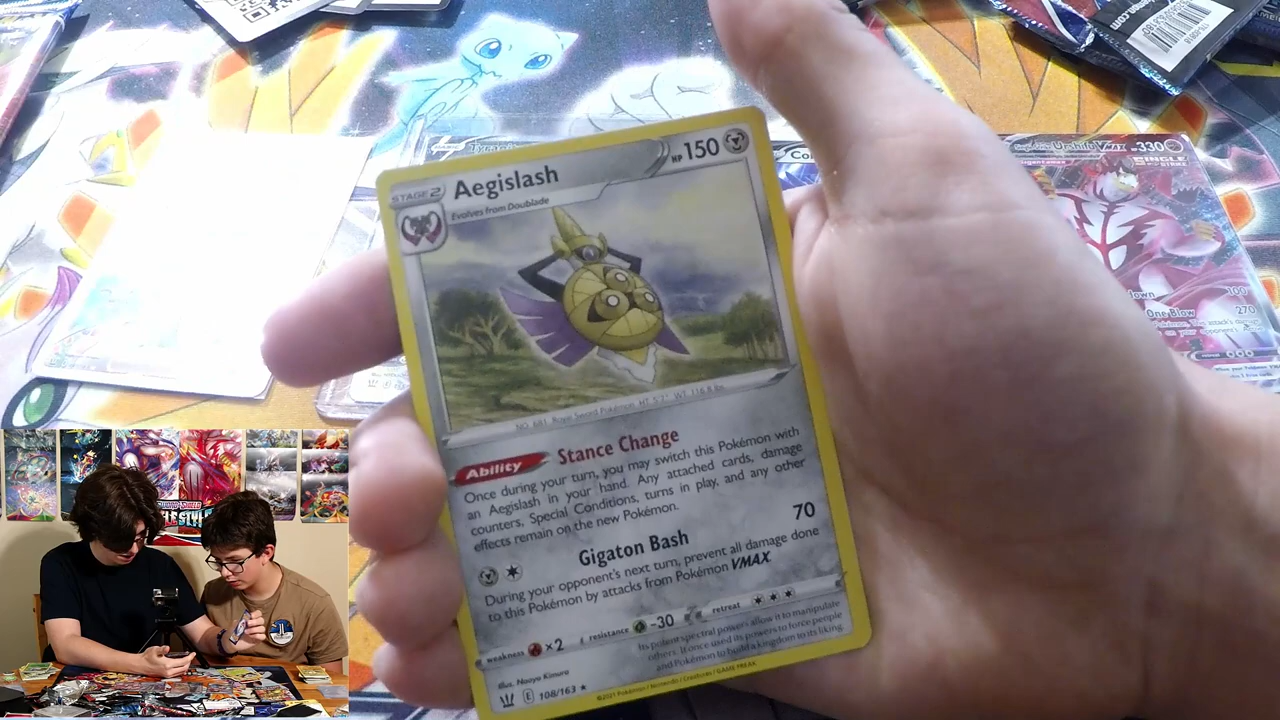 STAGE 2
Aegislash
HP 150
Evolves from Doublade
NO. 681 Royal Sword Pokémon HT: 5'7" WT: 116.8 lbs.
Ability Stance Change
Once during your turn, you may switch this Pokémon with
an Aegislash in your hand. Any attached cards, damage
counters, Special Conditions, turns in play, and any other
effects remain on the new Pokémon.
Gigaton Bash 70
During your opponent's next turn, prevent all damage done
to this Pokémon by attacks from Pokémon VMAX.
weakness ×2 resistance -30 retreat
Its potent spectral powers allow it to manipulate
others. It once used its powers to force people
and Pokémon to build a kingdom to its liking.
Illus. Naoyo Kimura
E 108/163 ★
©2021 Pokémon / Nintendo / Creatures / GAME FREAK
Urshifu VMAX 330
SINGLE
STRIKE
100
One Blow 270